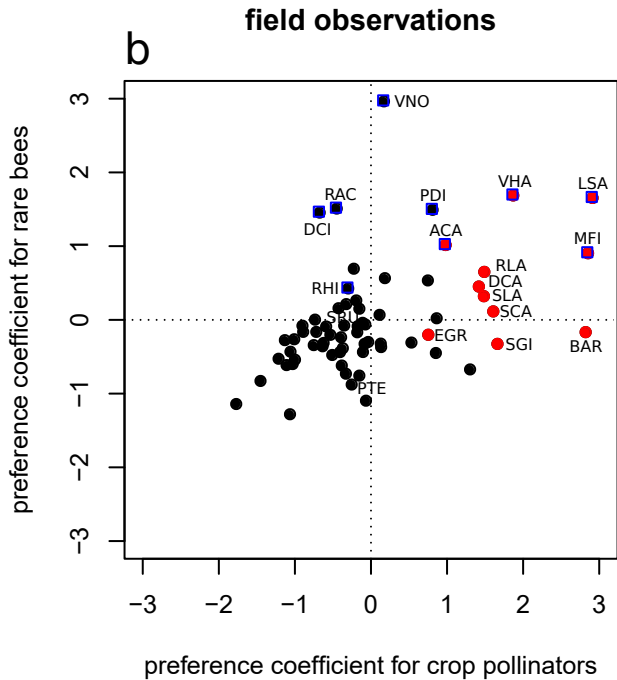 field observations
b
preference coefficient for rare bees
3
2
1
0
−1
−2
−3
VNO
VHA
LSA
RAC
PDI
DCI
ACA
MFI
RLA
RHI
DCA
SLA
SRU
SCA
EGR
SGI
BAR
PTE
−3 −2 −1 0 1 2 3
preference coefficient for crop pollinators